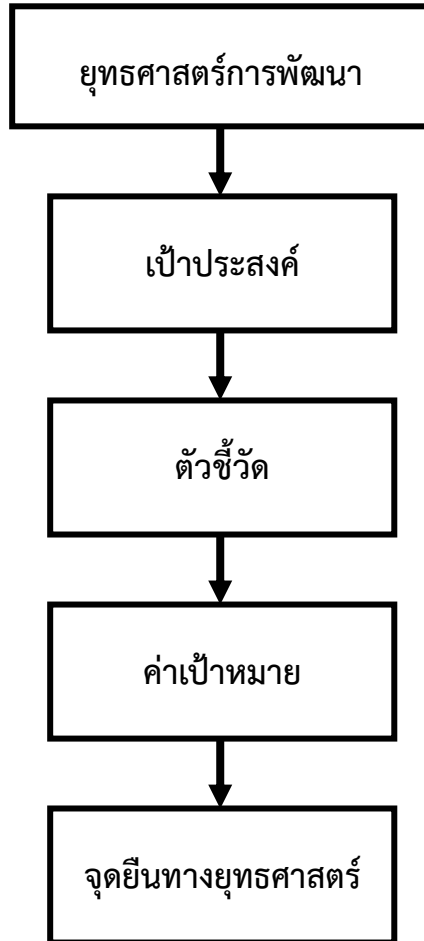 ยุทธศาสตร์การพัฒนา
เป้าประสงค์
ตัวชี้วัด
ค่าเป้าหมาย
จุดยืนทางยุทธศาสตร์